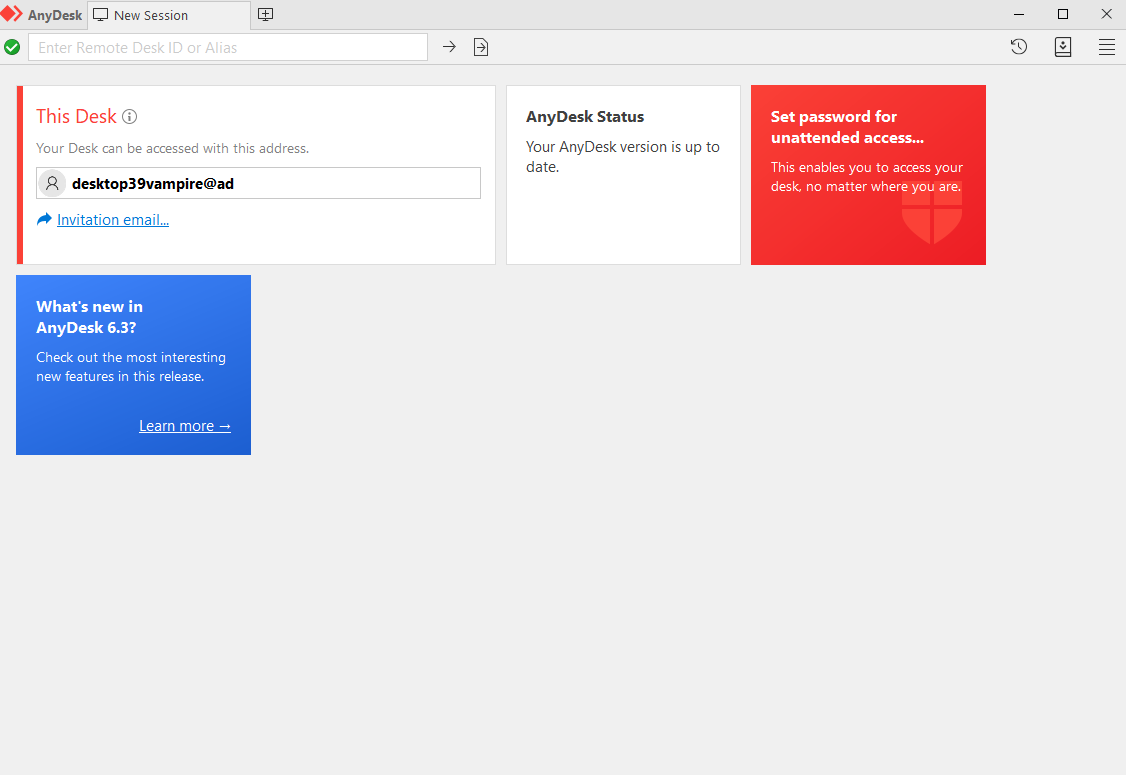 AnyDesk
New Session
Enter Remote Desk ID or Alias
This Desk
Your Desk can be accessed with this address.
desktop39vampire@ad
Invitation email...
AnyDesk Status
Your AnyDesk version is up to
date.
Set password for
unattended access...
This enables you to access your
desk, no matter where you are.
What's new in
AnyDesk 6.3?
Check out the most interesting
new features in this release.
Learn more →